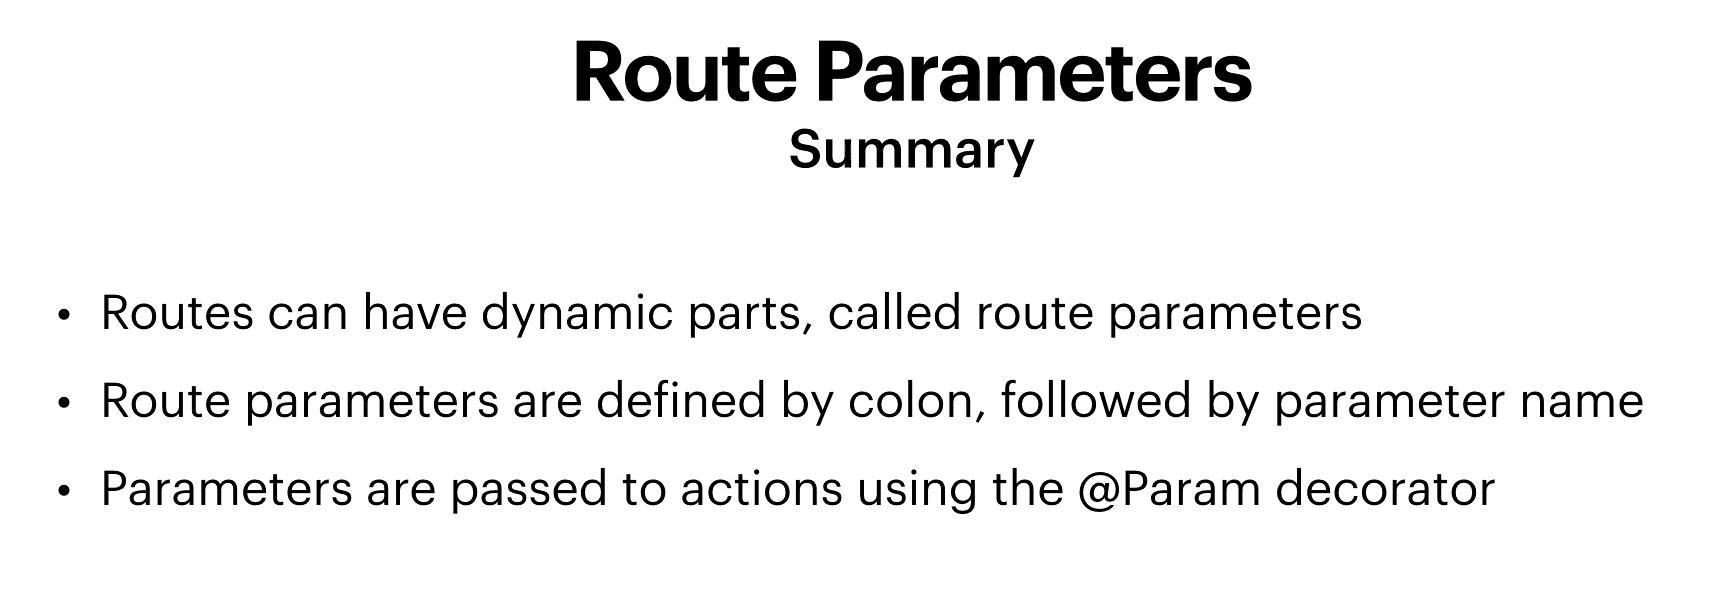 Route Parameters
Summary
• Routes can have dynamic parts, called route parameters
• Route parameters are defined by colon, followed by parameter name
• Parameters are passed to actions using the @Param decorator